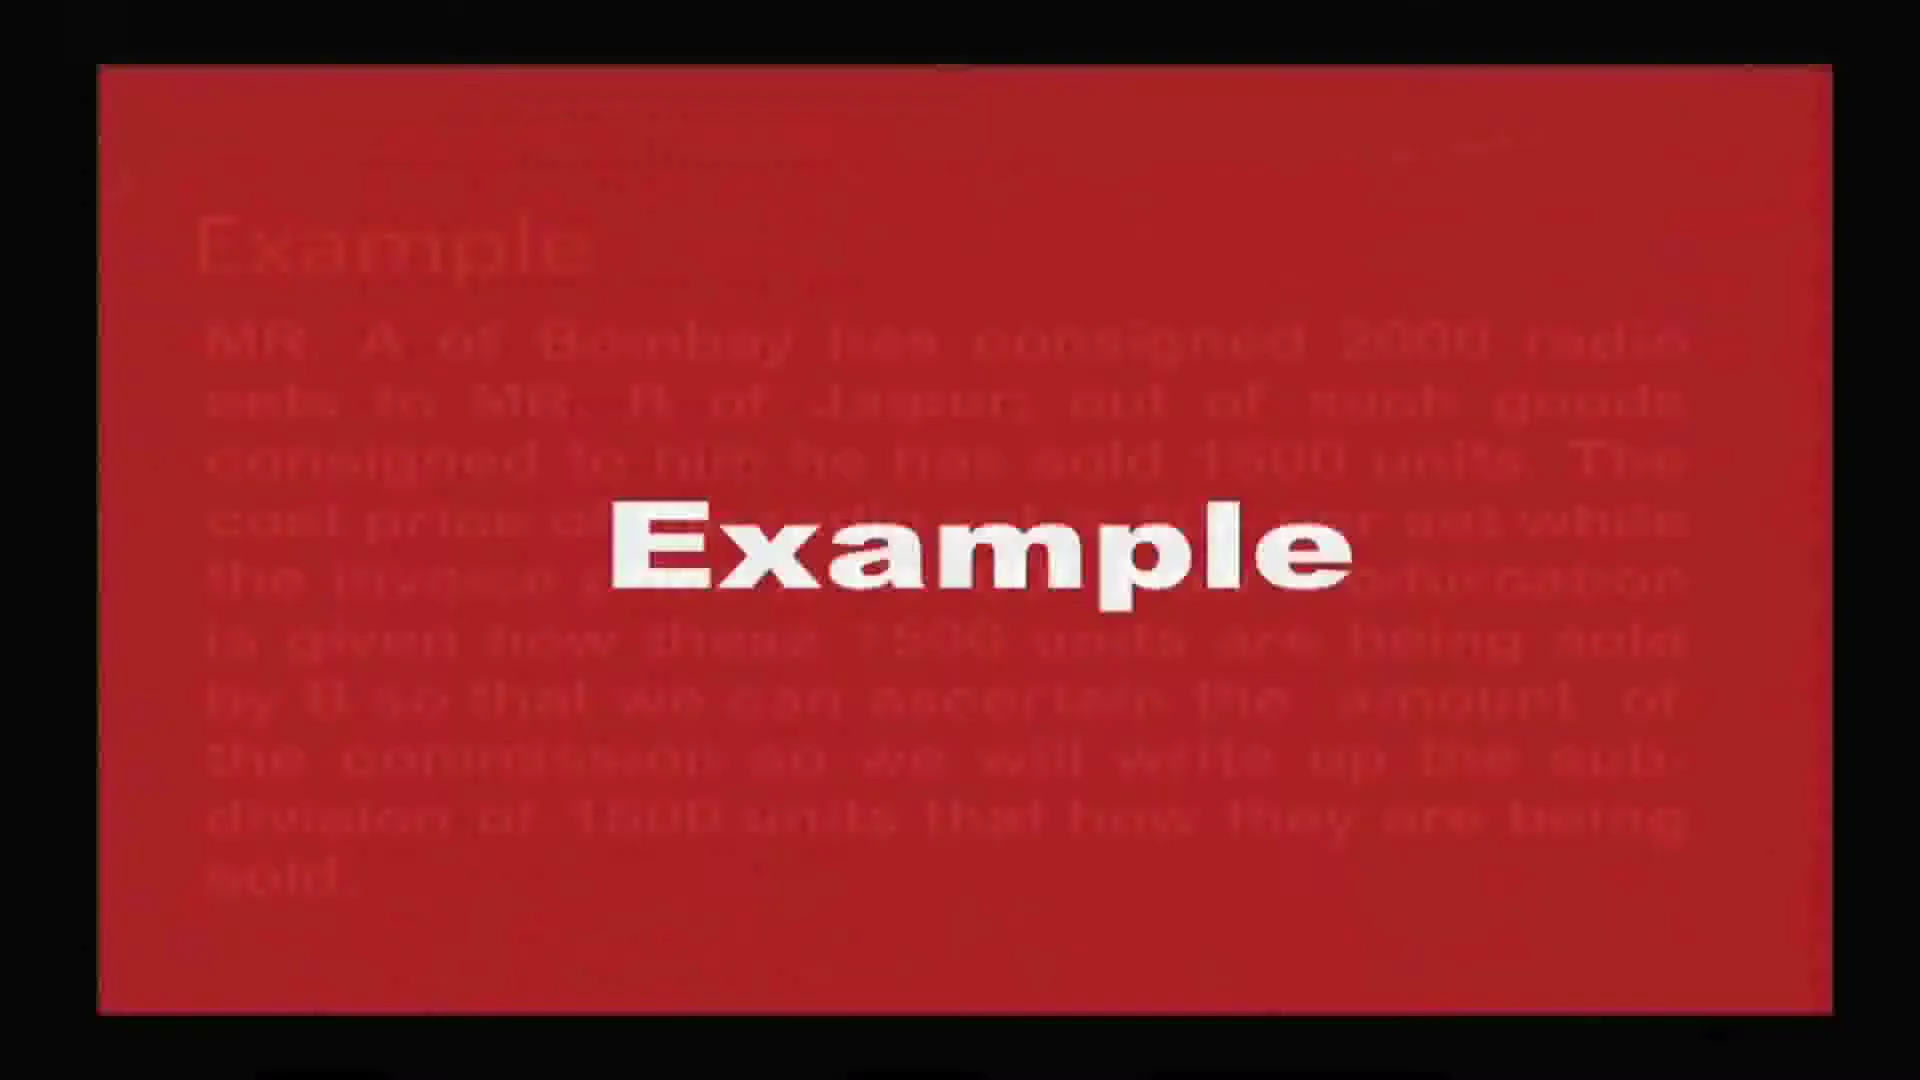 Example
MR. A of Bombay has consigned 2000 radio
sets to MR. B of Jaipur; out of such goods
consigned to him he has sold 1500 units. The
cost price per set while
the invoice information
is given how these 1500 units are being sold
by B so that we can ascertain the amount of
the commission so we will write up the sub-
division of 1500 units that how they are being
sold.
Example